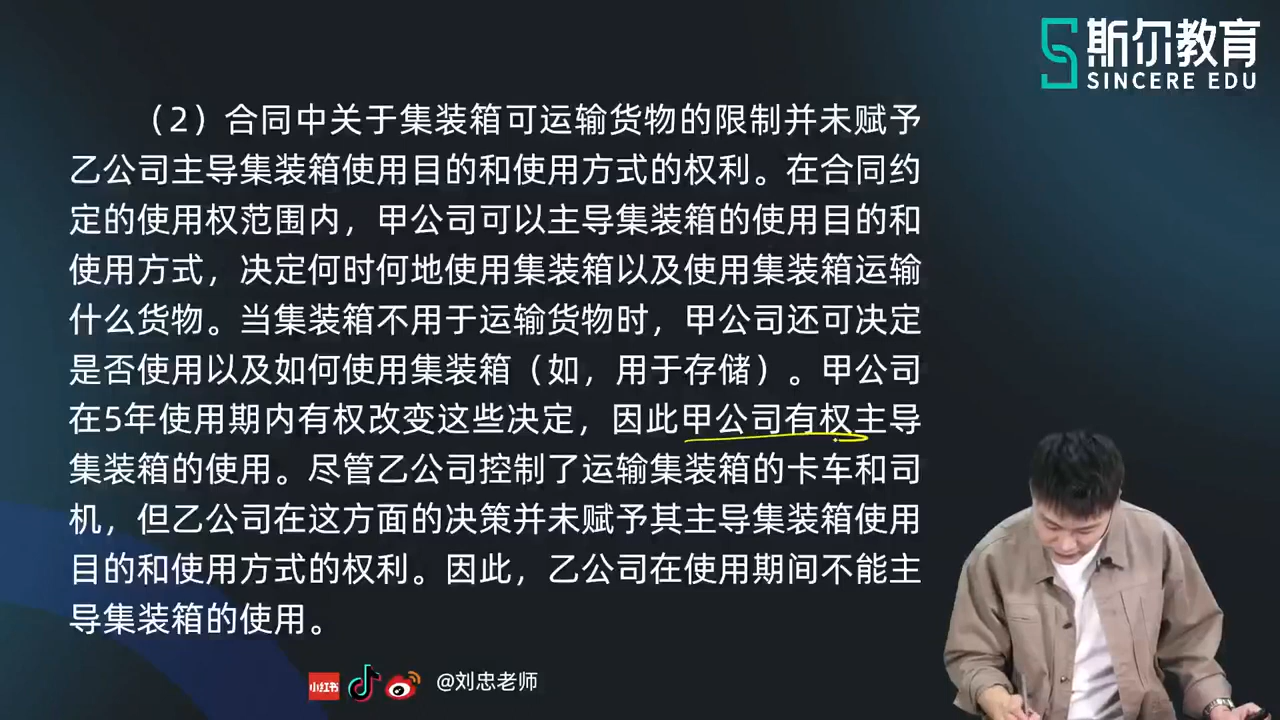 斯尔教育
SINCERE EDU
（2）合同中关于集装箱可运输货物的限制并未赋予
乙公司主导集装箱使用目的和使用方式的权利。在合同约
定的使用权范围内，甲公司可以主导集装箱的使用目的和
使用方式，决定何时何地使用集装箱以及使用集装箱运输
什么货物。当集装箱不用于运输货物时，甲公司还可决定
是否使用以及如何使用集装箱（如，用于存储）。甲公司
在5年使用期内有权改变这些决定，因此甲公司有权主导
集装箱的使用。尽管乙公司控制了运输集装箱的卡车和司
机，但乙公司在这方面的决策并未赋予其主导集装箱使用
目的和使用方式的权利。因此，乙公司在使用期间不能主
导集装箱的使用。
小红书 @刘忠老师